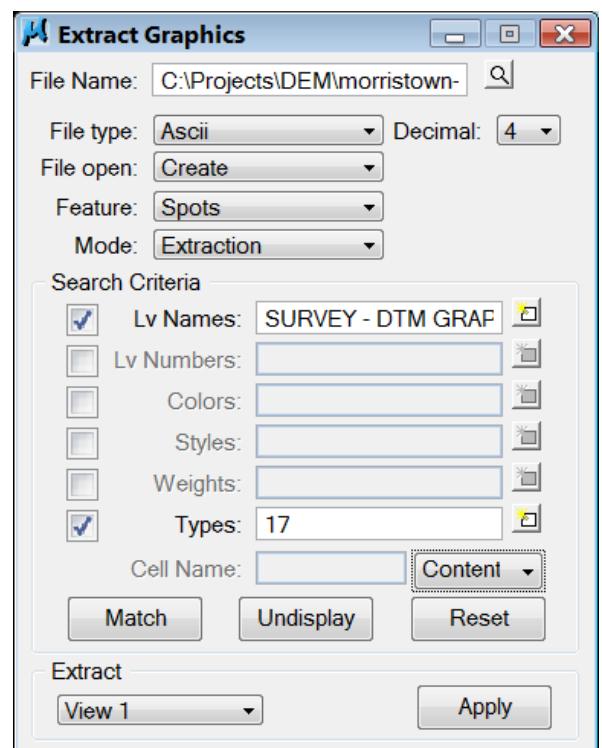 Extract Graphics
File Name: C:\Projects\DEM\morristown-
File type: Ascii Decimal: 4
File open: Create
Feature: Spots
Mode: Extraction
Search Criteria
Lv Names: SURVEY - DTM GRAP
Lv Numbers:
Colors:
Styles:
Weights:
Types: 17
Cell Name: Content
Match Undisplay Reset
Extract
View 1 Apply